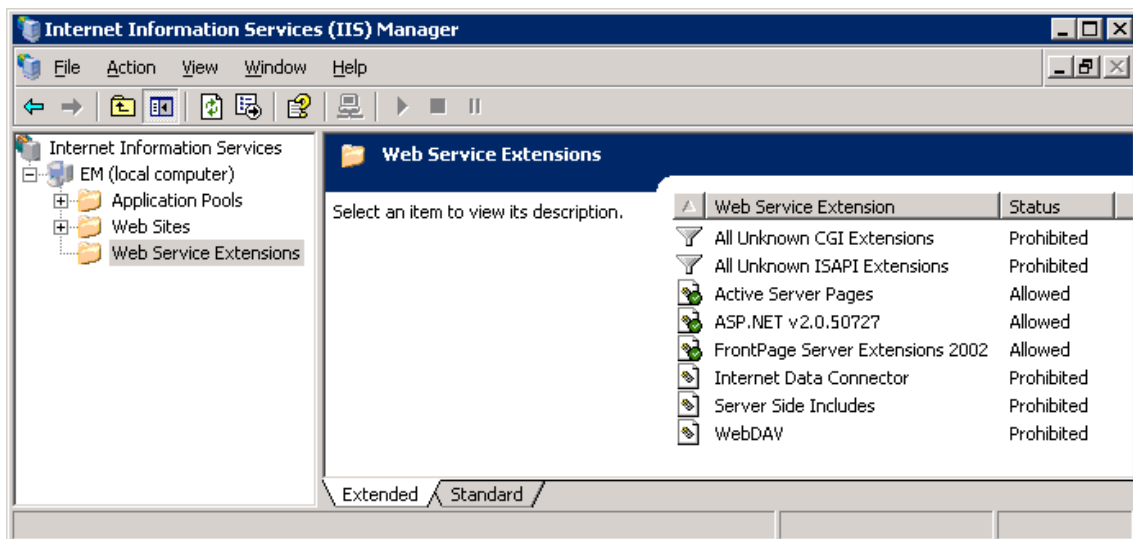 Internet Information Services (IIS) Manager
File Action View Window Help
Internet Information Services
EM (local computer)
Application Pools
Web Sites
Web Service Extensions
Web Service Extensions
Select an item to view its description.
Web Service Extension Status
All Unknown CGI Extensions Prohibited
All Unknown ISAPI Extensions Prohibited
Active Server Pages Allowed
ASP.NET v2.0.50727 Allowed
FrontPage Server Extensions 2002 Allowed
Internet Data Connector Prohibited
Server Side Includes Prohibited
WebDAV Prohibited
Extended Standard